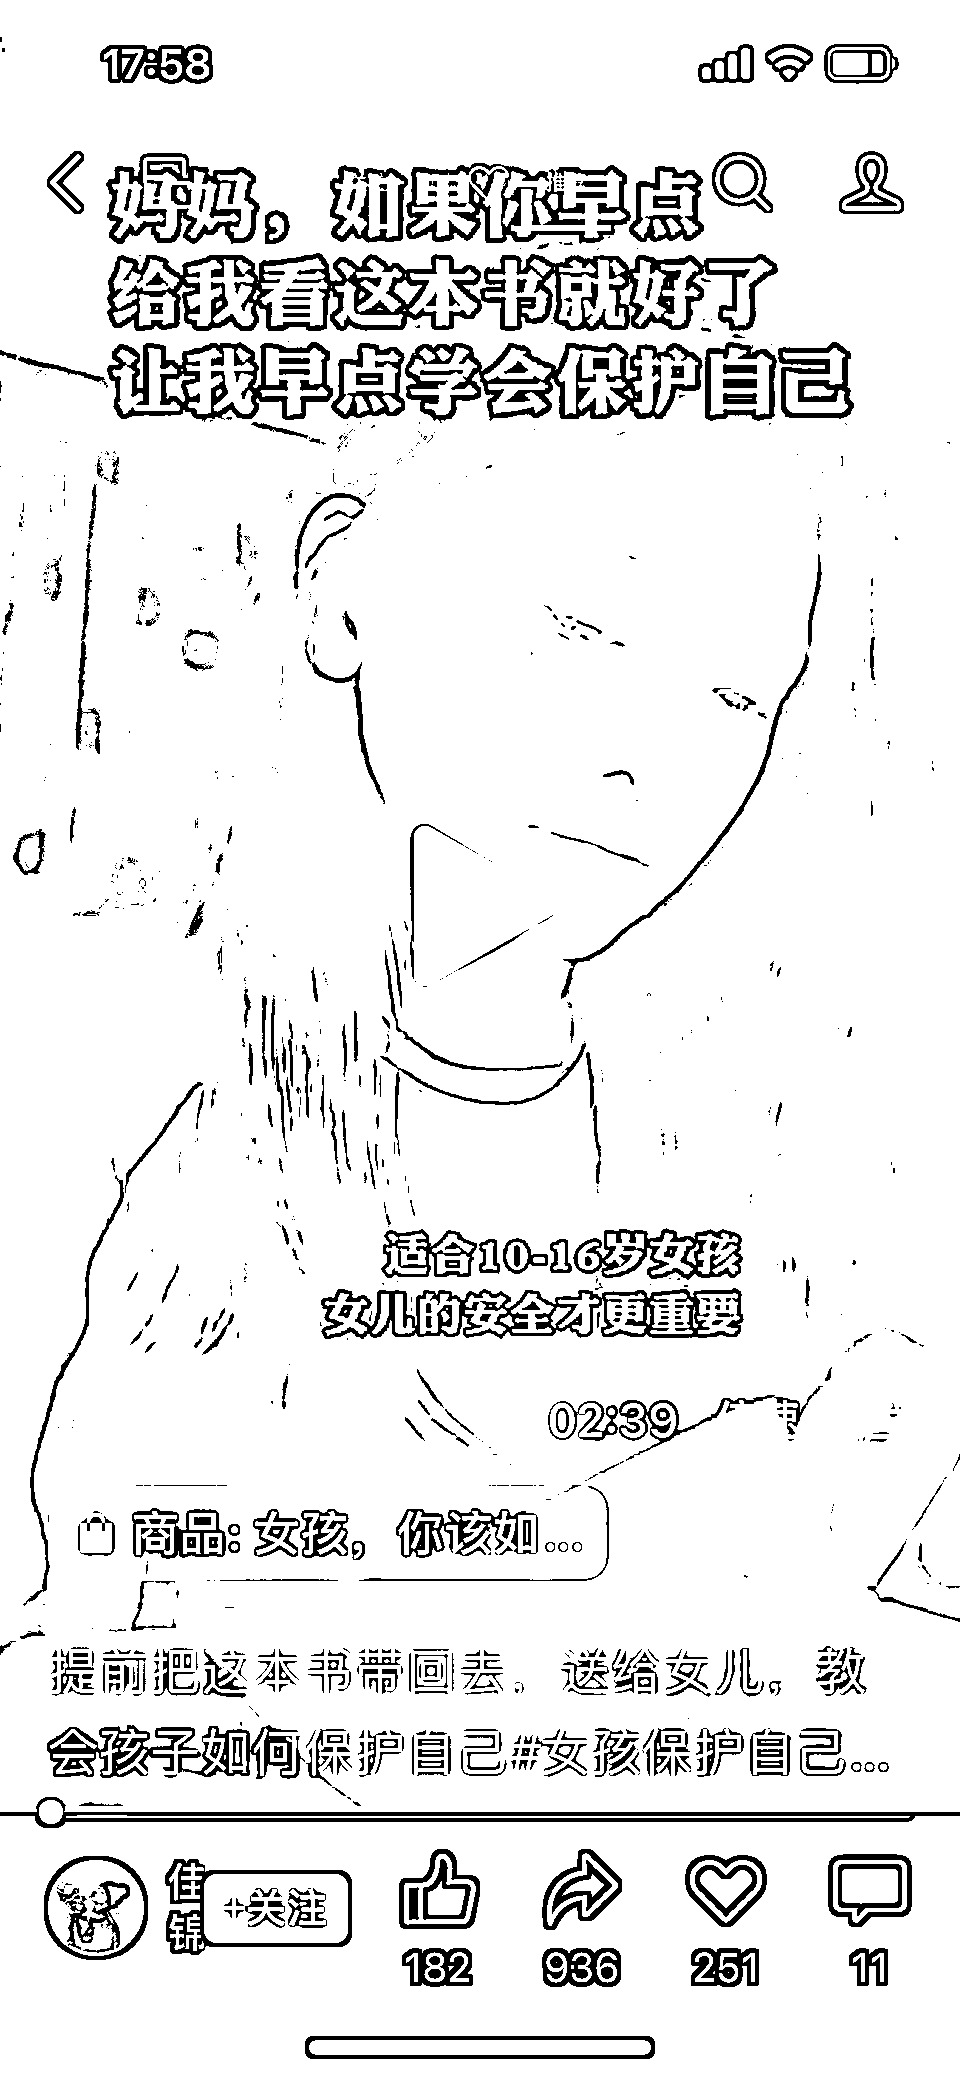 17:58
妈妈，如果你早点
给我看这本书就好了
让我早点学会保护自己
适合10-16岁女孩
女儿的安全才更重要
02:39
商品: 女孩，你该如...
提前把这本书带回去，送给女儿。教
会孩子如何保护自己#女孩保护自己...
佳
锦
+关注
182
936
251
11